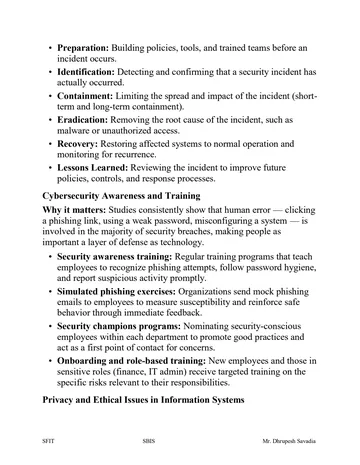 • Preparation: Building policies, tools, and trained teams before an
incident occurs.
• Identification: Detecting and confirming that a security incident has
actually occurred.
• Containment: Limiting the spread and impact of the incident (short-
term and long-term containment).
• Eradication: Removing the root cause of the incident, such as
malware or unauthorized access.
• Recovery: Restoring affected systems to normal operation and
monitoring for recurrence.
• Lessons Learned: Reviewing the incident to improve future
policies, controls, and response processes.
Cybersecurity Awareness and Training
Why it matters: Studies consistently show that human error — clicking
a phishing link, using a weak password, misconfiguring a system — is
involved in the majority of security breaches, making people as
important a layer of defense as technology.
• Security awareness training: Regular training programs that teach
employees to recognize phishing attempts, follow password hygiene,
and report suspicious activity promptly.
• Simulated phishing exercises: Organizations send mock phishing
emails to employees to measure susceptibility and reinforce safe
behavior through immediate feedback.
• Security champions programs: Nominating security-conscious
employees within each department to promote good practices and
act as a first point of contact for concerns.
• Onboarding and role-based training: New employees and those in
sensitive roles (finance, IT admin) receive targeted training on the
specific risks relevant to their responsibilities.
Privacy and Ethical Issues in Information Systems
SFIT SBIS Mr. Dhrupesh Savadia